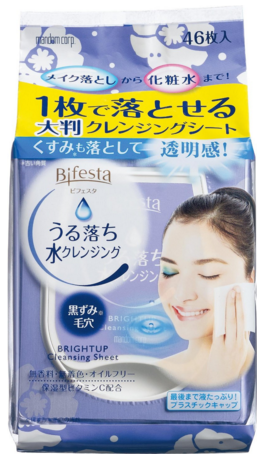 mandom corp.
46枚入
メイク落としから化粧水まで!
1枚で落とせる
大判クレンジングシート
くすみも落として 透明感!
Bifesta
ビフェスタ
うる落ち
水クレンジング
黒ずみ
毛穴
BRIGHTUP
Cleansing Sheet
無香料・無着色・オイルフリー
保湿型ビタミンC配合
最後まで液たっぷり!
プラスチックキャップ